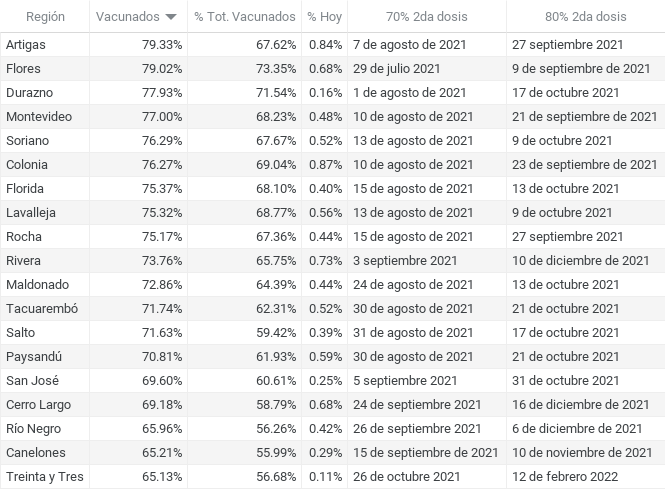 Región Vacunados % Tot. Vacunados % Hoy 70% 2da dosis 80% 2da dosis
Artigas 79.33% 67.62% 0.84% 7 de agosto de 2021 27 septiembre 2021
Flores 79.02% 73.35% 0.68% 29 de julio 2021 9 de septiembre de 2021
Durazno 77.93% 71.54% 0.16% 1 de agosto de 2021 17 de octubre 2021
Montevideo 77.00% 68.23% 0.48% 10 de agosto de 2021 21 de septiembre de 2021
Soriano 76.29% 67.67% 0.52% 13 de agosto de 2021 9 de octubre 2021
Colonia 76.27% 69.04% 0.87% 10 de agosto de 2021 23 de septiembre de 2021
Florida 75.37% 68.10% 0.40% 15 de agosto de 2021 13 de octubre 2021
Lavalleja 75.32% 68.77% 0.56% 13 de agosto de 2021 9 de octubre 2021
Rocha 75.17% 67.36% 0.44% 15 de agosto de 2021 27 septiembre 2021
Rivera 73.76% 65.75% 0.73% 3 septiembre 2021 10 de diciembre de 2021
Maldonado 72.86% 64.39% 0.44% 24 de agosto de 2021 13 de octubre 2021
Tacuarembó 71.74% 62.31% 0.52% 30 de agosto de 2021 21 de octubre 2021
Salto 71.63% 59.42% 0.39% 31 de agosto de 2021 17 de octubre 2021
Paysandú 70.81% 61.93% 0.59% 30 de agosto de 2021 21 de octubre 2021
San José 69.60% 60.61% 0.25% 5 septiembre 2021 31 de octubre 2021
Cerro Largo 69.18% 58.79% 0.68% 24 de septiembre 2021 16 de diciembre de 2021
Río Negro 65.96% 56.26% 0.42% 26 de septiembre 2021 6 de diciembre de 2021
Canelones 65.21% 55.99% 0.29% 15 de septiembre de 2021 10 de noviembre de 2021
Treinta y Tres 65.13% 56.68% 0.11% 26 de octubre 2021 12 de febrero 2022